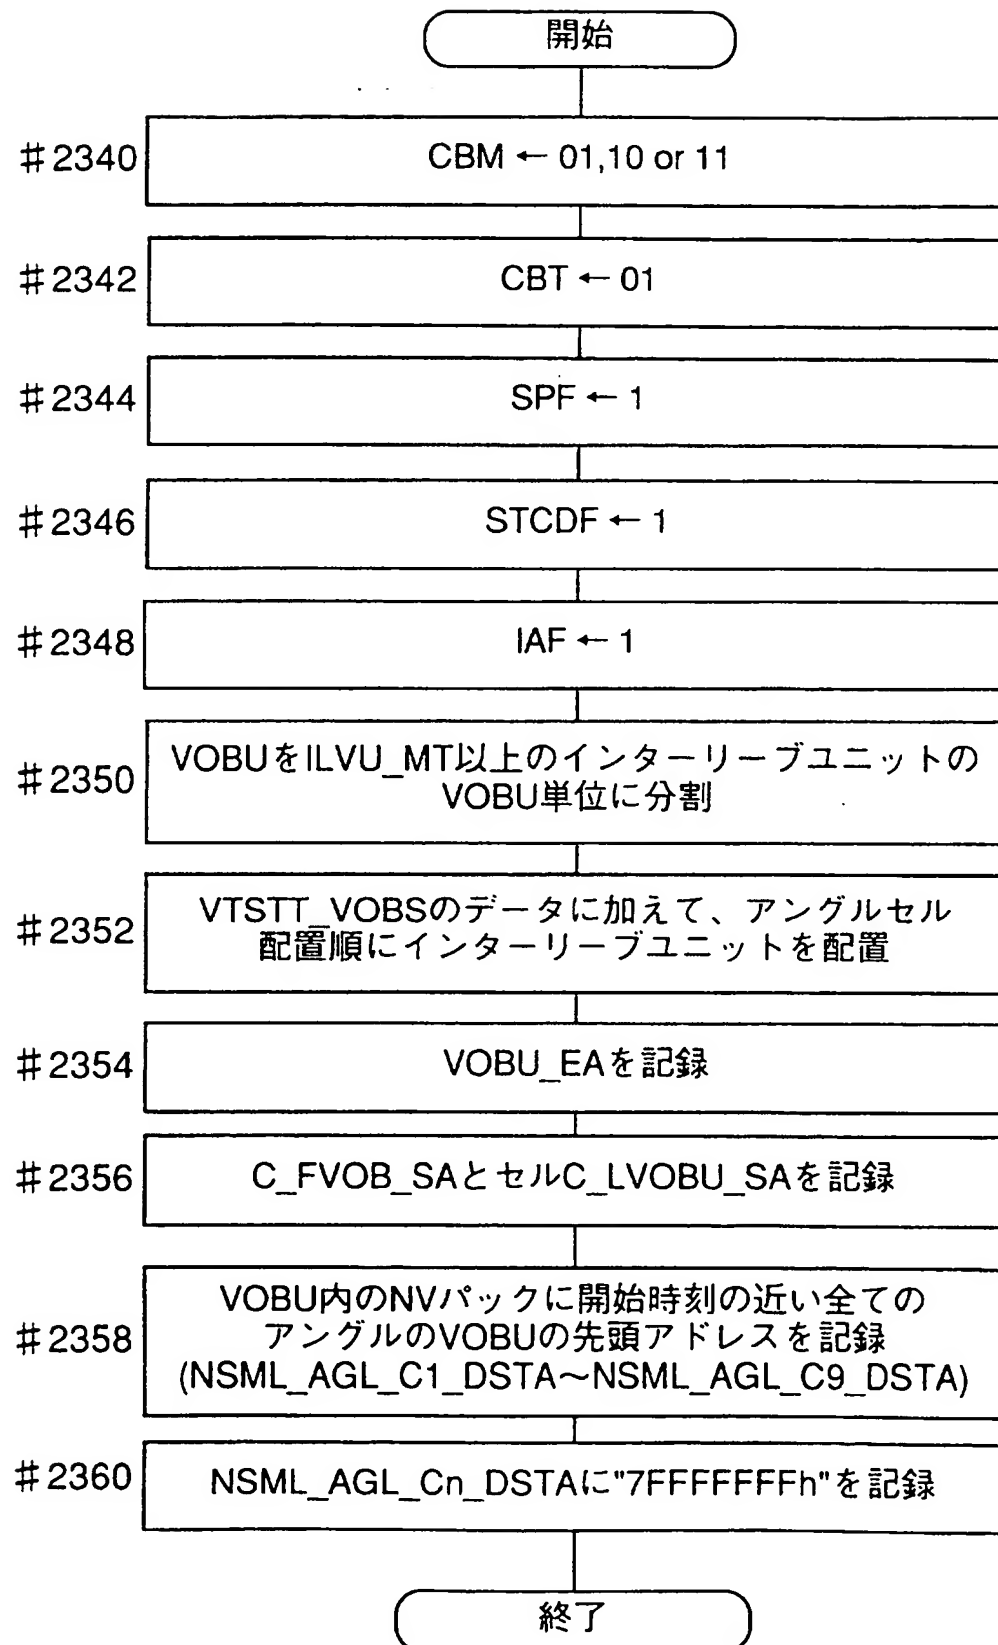 開始
#2340 CBM ← 01,10 or 11
#2342 CBT ← 01
#2344 SPF ← 1
#2346 STCDF ← 1
#2348 IAF ← 1
#2350 VOBUをILVU_MT以上のインターリーブユニットの
VOBU単位に分割
#2352 VTSTT_VOBSのデータに加えて、アングルセル
配置順にインターリーブユニットを配置
#2354 VOBU_EAを記録
#2356 C_FVOB_SAとセルC_LVOBU_SAを記録
#2358 VOBU内のNVパックに開始時刻の近い全ての
アングルのVOBUの先頭アドレスを記録
(NSML_AGL_C1_DSTA~NSML_AGL_C9_DSTA)
#2360 NSML_AGL_Cn_DSTAに"7FFFFFFFh"を記録
終了